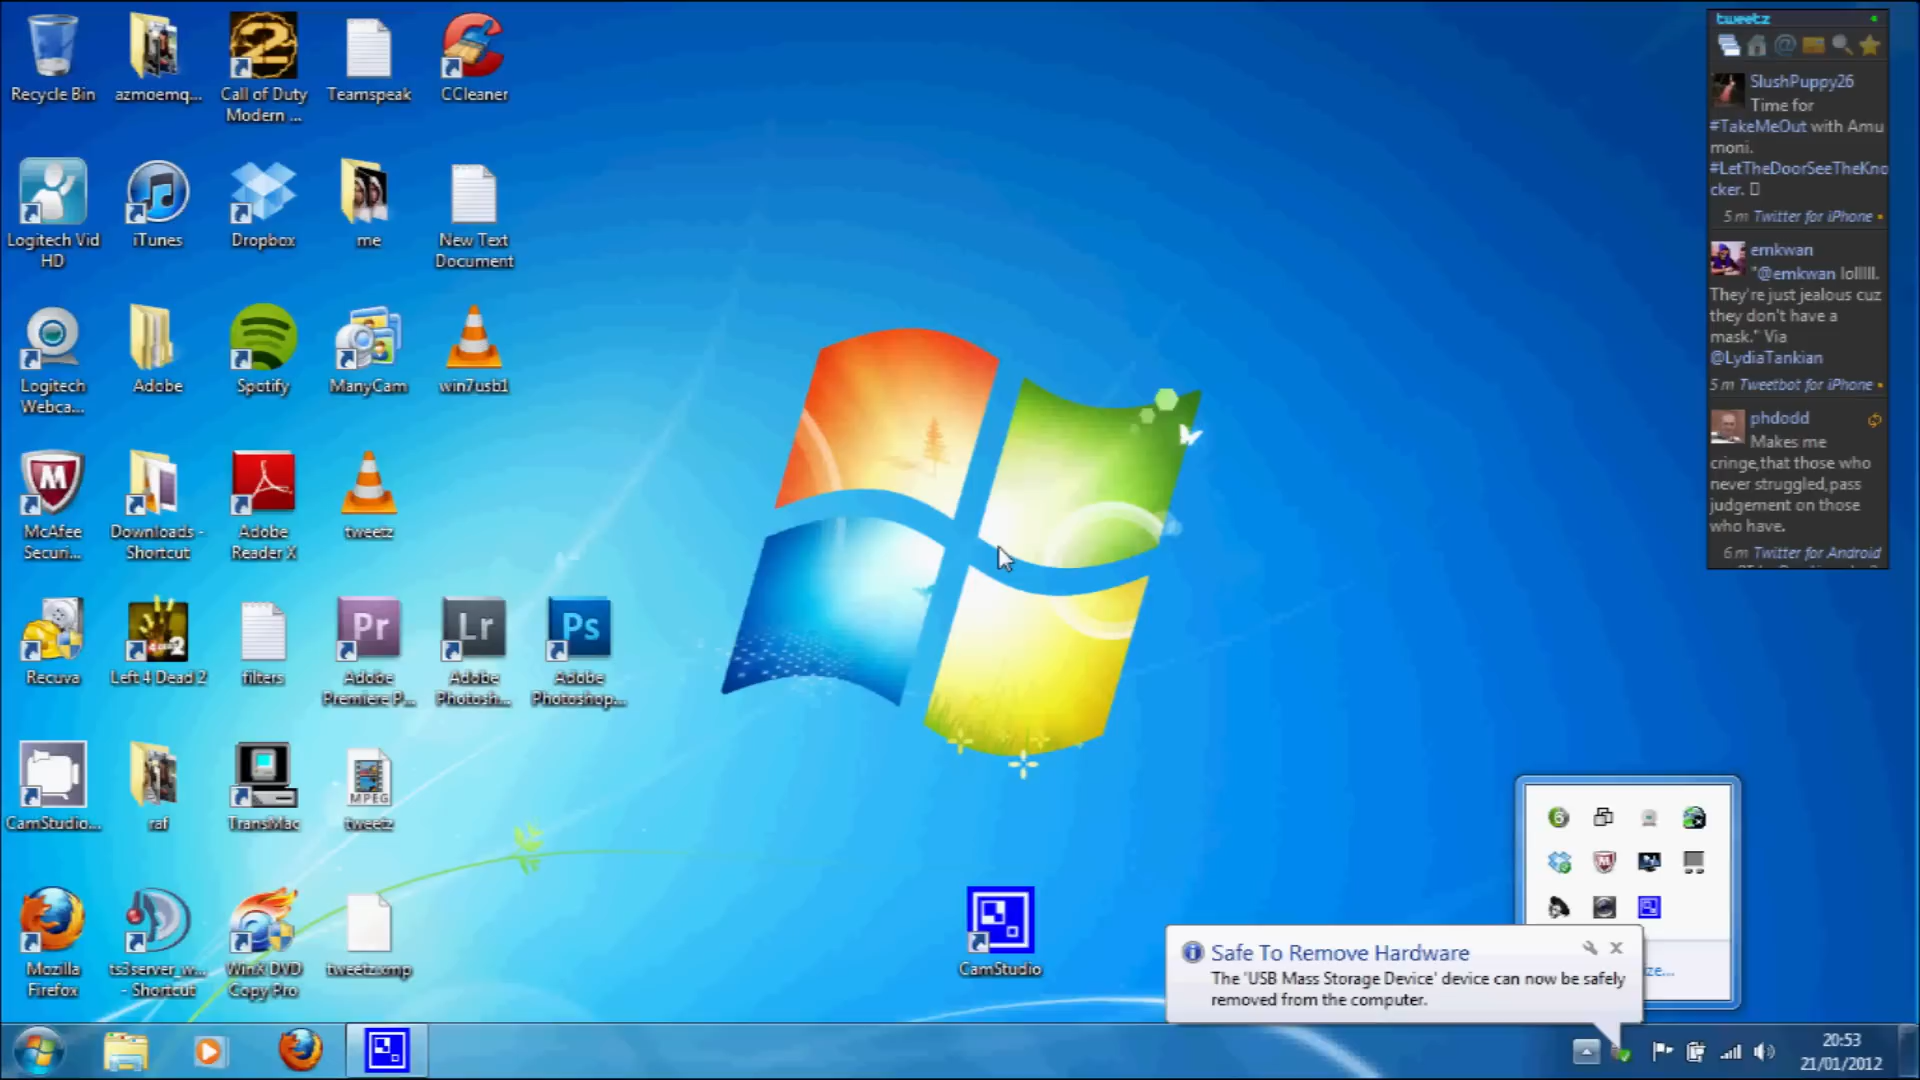 Recycle Bin
azmoemq...
Call of Duty
Modern ...
Teamspeak
CCleaner
Logitech Vid
HD
iTunes
Dropbox
me
New Text
Document
Logitech
Webca...
Adobe
Spotify
ManyCam
win7usb1
McAfee
Securi...
Downloads -
Shortcut
Adobe
Reader X
tweetz
Recuva
Left 4 Dead 2
filters
Pr
Adobe
Premiere P...
Lr
Adobe
Photosh...
Ps
Adobe
Photoshop...
CamStudio...
raf
TransMac
MPEG
tweetz
Mozilla
Firefox
ts3server_w...
- Shortcut
WinX DVD
Copy Pro
tweetz.xmp
CamStudio
tweetz
SlushPuppy26
Time for
#TakeMeOut with Amu
moni.
#LetTheDoorSeeTheKno
cker.
5 m Twitter for iPhone
emkwan
"@emkwan lolllll.
They're just jealous cuz
they don't have a
mask." Via
@LydiaTankian
5 m Tweetbot for iPhone
phdodd
Makes me
cringe,that those who
never struggled,pass
judgement on those
who have.
6 m Twitter for Android
Safe To Remove Hardware
The 'USB Mass Storage Device' device can now be safely
removed from the computer.
ize...
20:53
21/01/2012